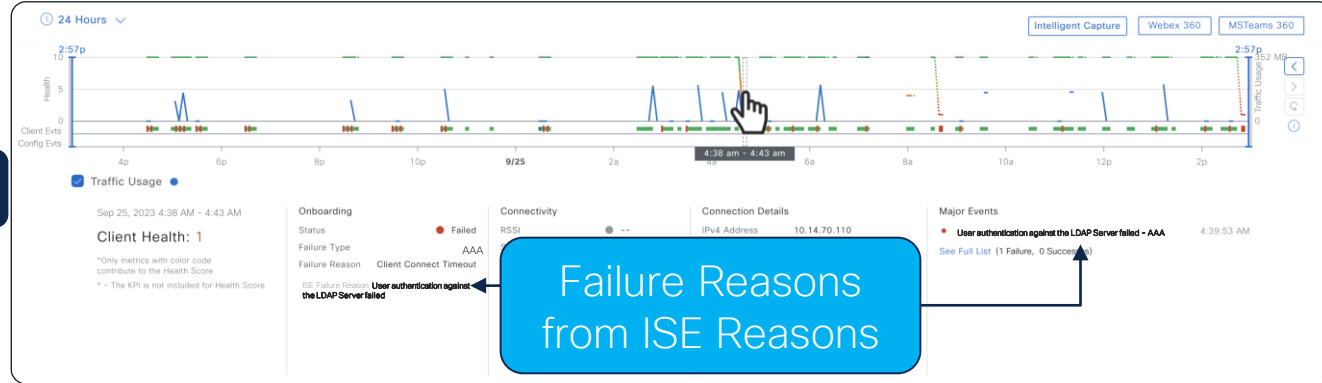 24 Hours
Intelligent Capture
Webex 360
MSTeams 360
2:57p
2:57p
10
352 MB
Health
5
Traffic Usage
0
0
Client Evts
Config Evts
4p
6p
8p
10p
9/25
2a
4a
6a
8a
10a
12p
2p
4:38 am - 4:43 am
Traffic Usage
Sep 25, 2023 4:38 AM - 4:43 AM
Client Health: 1
*Only metrics with color code
contribute to the Health Score
* - The KPI is not included for Health Score
Onboarding
Status Failed
Failure Type AAA
Failure Reason Client Connect Timeout
ISE Failure Reason User authentication against
the LDAP Server failed
Connectivity
RSSI --
Connection Details
IPv4 Address 10.14.70.110
Major Events
User authentication against the LDAP Server failed - AAA 4:39:53 AM
See Full List (1 Failure, 0 Success)
Failure Reasons
from ISE Reasons